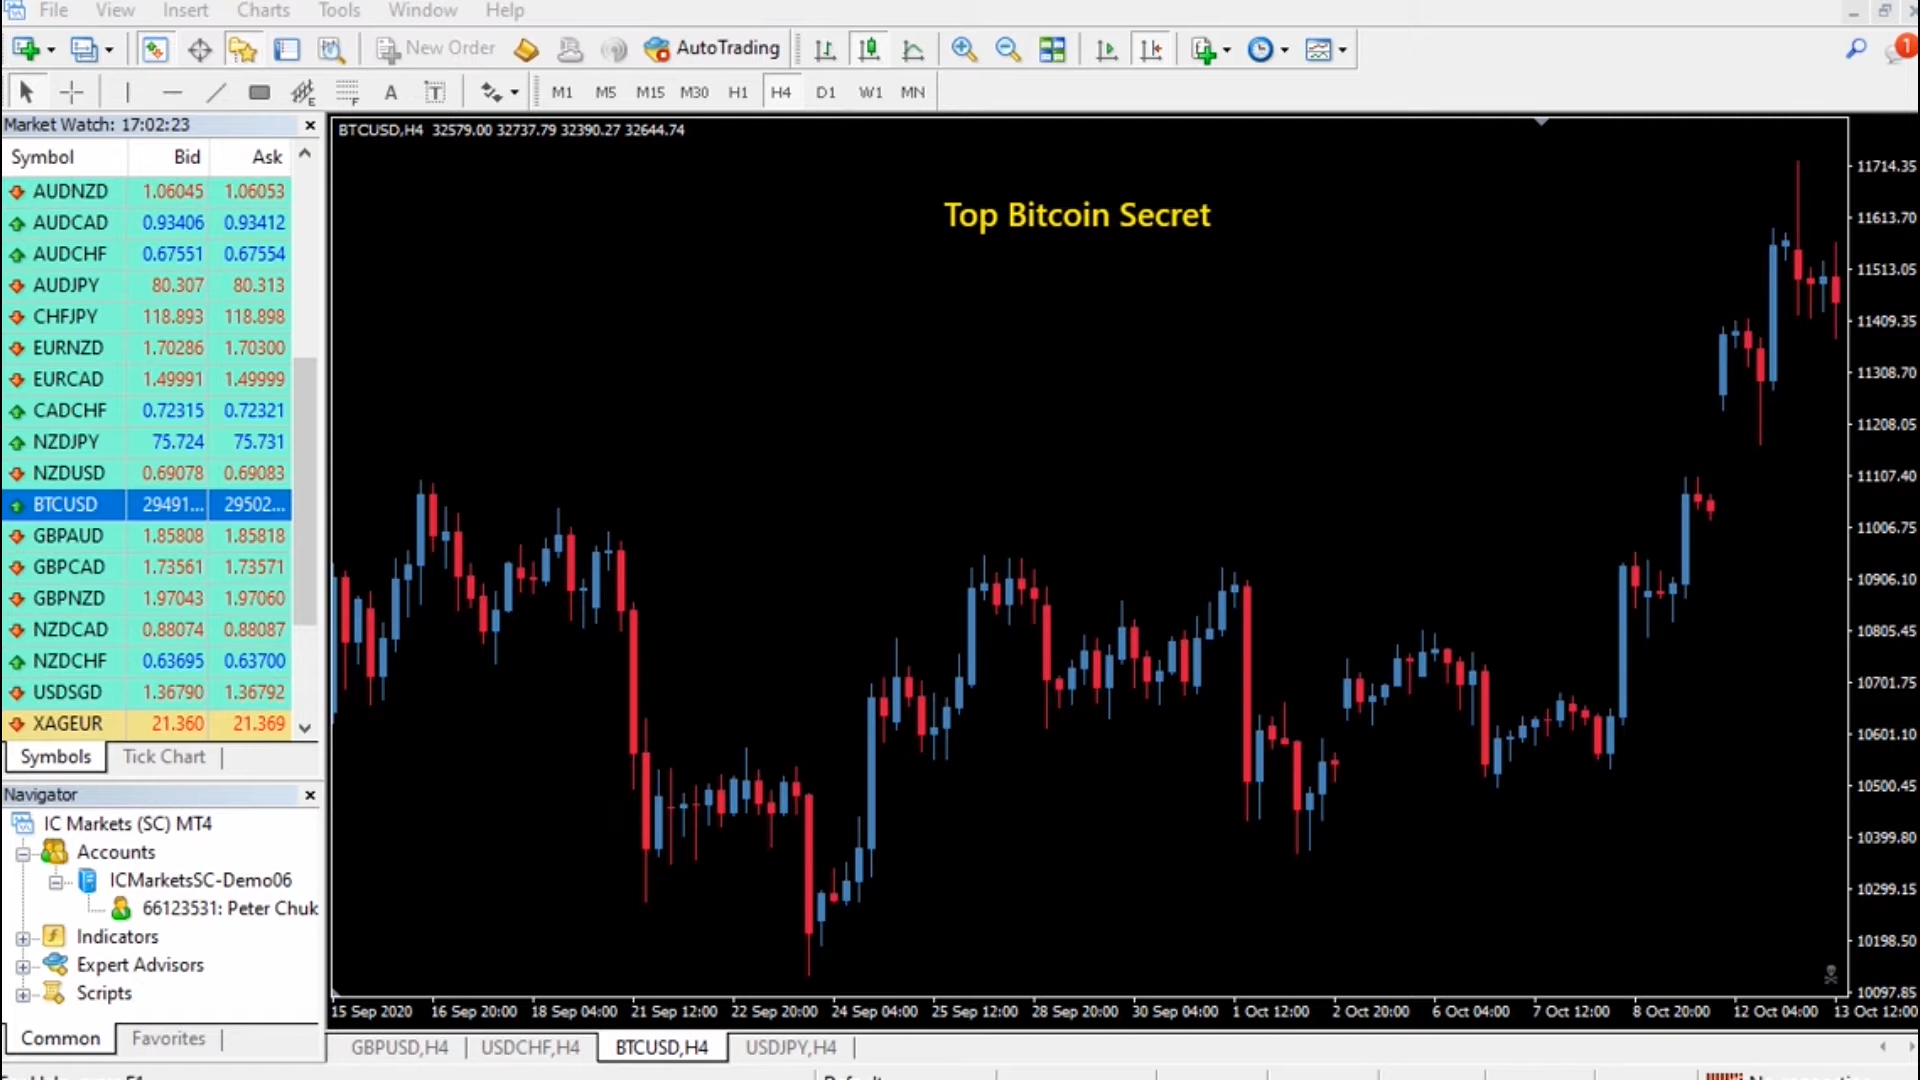 File View Insert Charts Tools Window Help
New Order AutoTrading 1
E F A T M1 M5 M15 M30 H1 H4 D1 W1 MN
Market Watch: 17:02:23
Symbol Bid Ask
AUDNZD 1.06045 1.06053
AUDCAD 0.93406 0.93412
AUDCHF 0.67551 0.67554
AUDJPY 80.307 80.313
CHFJPY 118.893 118.898
EURNZD 1.70286 1.70300
EURCAD 1.49991 1.49999
CADCHF 0.72315 0.72321
NZDJPY 75.724 75.731
NZDUSD 0.69078 0.69083
BTCUSD 29491... 29502...
GBPAUD 1.85808 1.85818
GBPCAD 1.73561 1.73571
GBPNZD 1.97043 1.97060
NZDCAD 0.88074 0.88087
NZDCHF 0.63695 0.63700
USDSGD 1.36790 1.36792
XAGEUR 21.360 21.369
Symbols Tick Chart
Navigator
IC Markets (SC) MT4
Accounts
ICMarketsSC-Demo06
66123531: Peter Chuk
Indicators
Expert Advisors
Scripts
Common Favorites
BTCUSD,H4 32579.00 32737.79 32390.27 32644.74
Top Bitcoin Secret
11714.35
11613.70
11513.05
11409.35
11308.70
11208.05
11107.40
11006.75
10906.10
10805.45
10701.75
10601.10
10500.45
10399.80
10299.15
10198.50
10097.85
15 Sep 2020 16 Sep 20:00 18 Sep 04:00 21 Sep 12:00 22 Sep 20:00 24 Sep 04:00 25 Sep 12:00 28 Sep 20:00 30 Sep 04:00 1 Oct 12:00 2 Oct 20:00 6 Oct 04:00 7 Oct 12:00 8 Oct 20:00 12 Oct 04:00 13 Oct 12:00
GBPUSD,H4 USDCHF,H4 BTCUSD,H4 USDJPY,H4